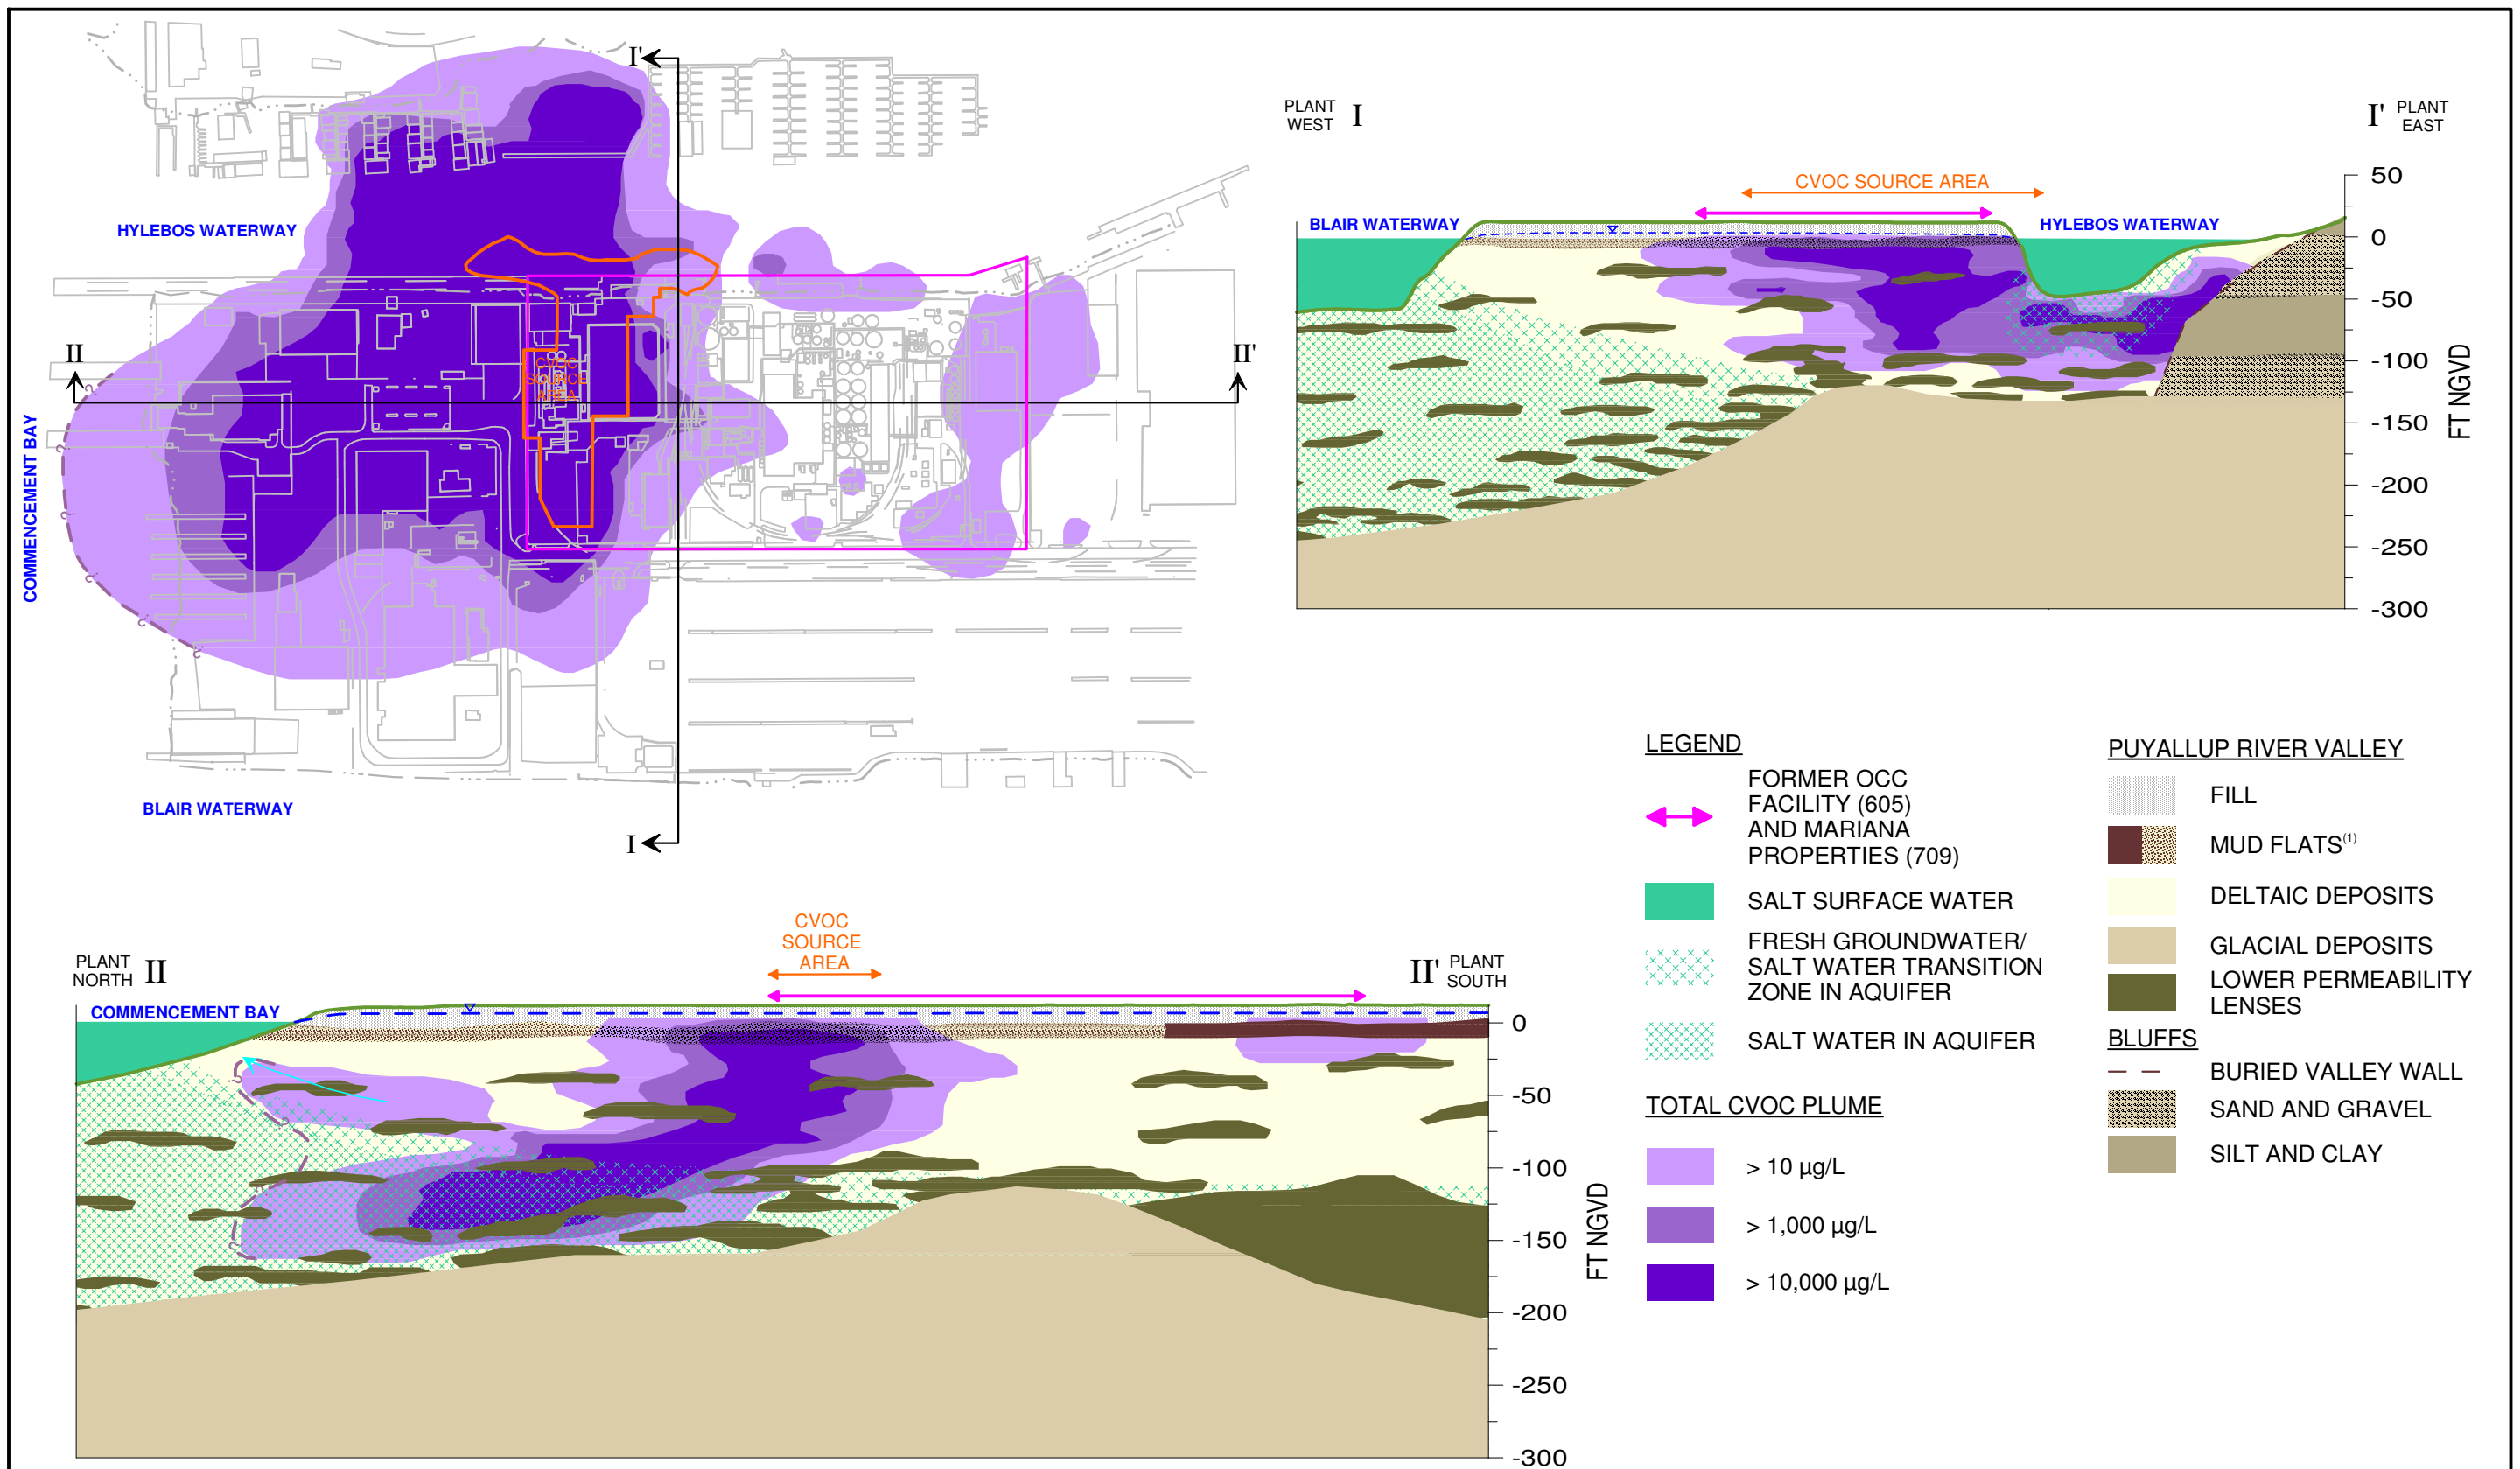 I'
HYLEBOS WATERWAY
II
II'
CVOC
SOURCE
AREA
COMMENCEMENT BAY
BLAIR WATERWAY
I
PLANT
WEST
I
I'
PLANT
EAST
CVOC SOURCE AREA
BLAIR WATERWAY
HYLEBOS WATERWAY
50
0
-50
-100
-150
-200
-250
-300
FT NGVD
LEGEND
FORMER OCC
FACILITY (605)
AND MARIANA
PROPERTIES (709)
SALT SURFACE WATER
FRESH GROUNDWATER/
SALT WATER TRANSITION
ZONE IN AQUIFER
SALT WATER IN AQUIFER
TOTAL CVOC PLUME
> 10 µg/L
> 1,000 µg/L
> 10,000 µg/L
PUYALLUP RIVER VALLEY
FILL
MUD FLATS(1)
DELTAIC DEPOSITS
GLACIAL DEPOSITS
LOWER PERMEABILITY
LENSES
BLUFFS
BURIED VALLEY WALL
SAND AND GRAVEL
SILT AND CLAY
PLANT
NORTH
II
CVOC
SOURCE
AREA
II'
PLANT
SOUTH
COMMENCEMENT BAY
0
-50
-100
-150
-200
-250
-300
FT NGVD
?
?
?
?
?
?
?
?
?